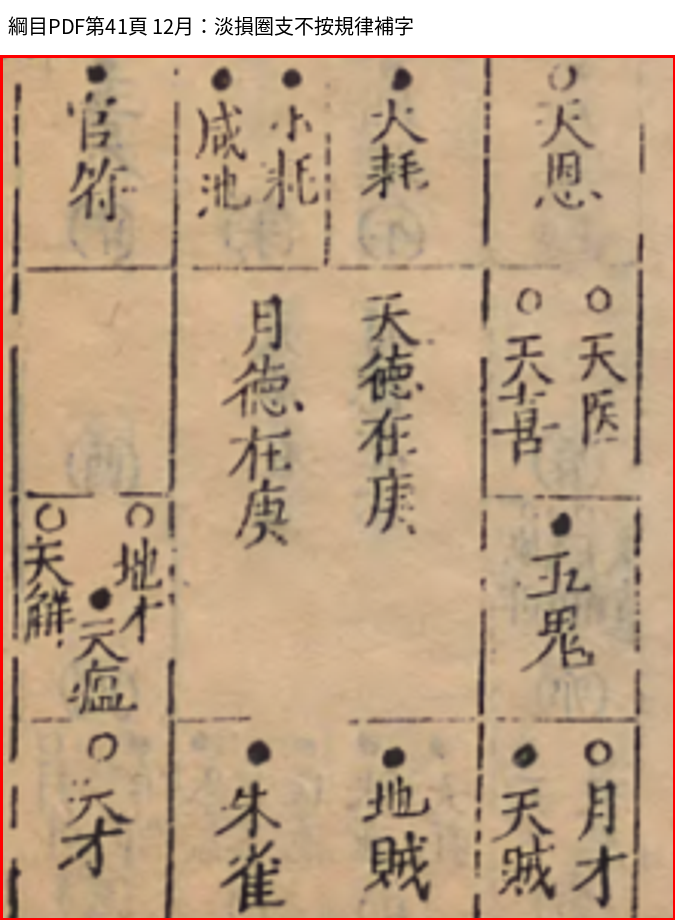 綱目PDF第41頁 12月：淡損圈支不按規律補字
●
官符
●
小耗
●
咸池
●
火耗
○
天恩
○
天医
○
天喜
天德在庚
月德在庚
●
五鬼
○
地才
○
天解
●
天瘟
○
月才
●
天賊
●
地賊
●
朱雀
○
天才